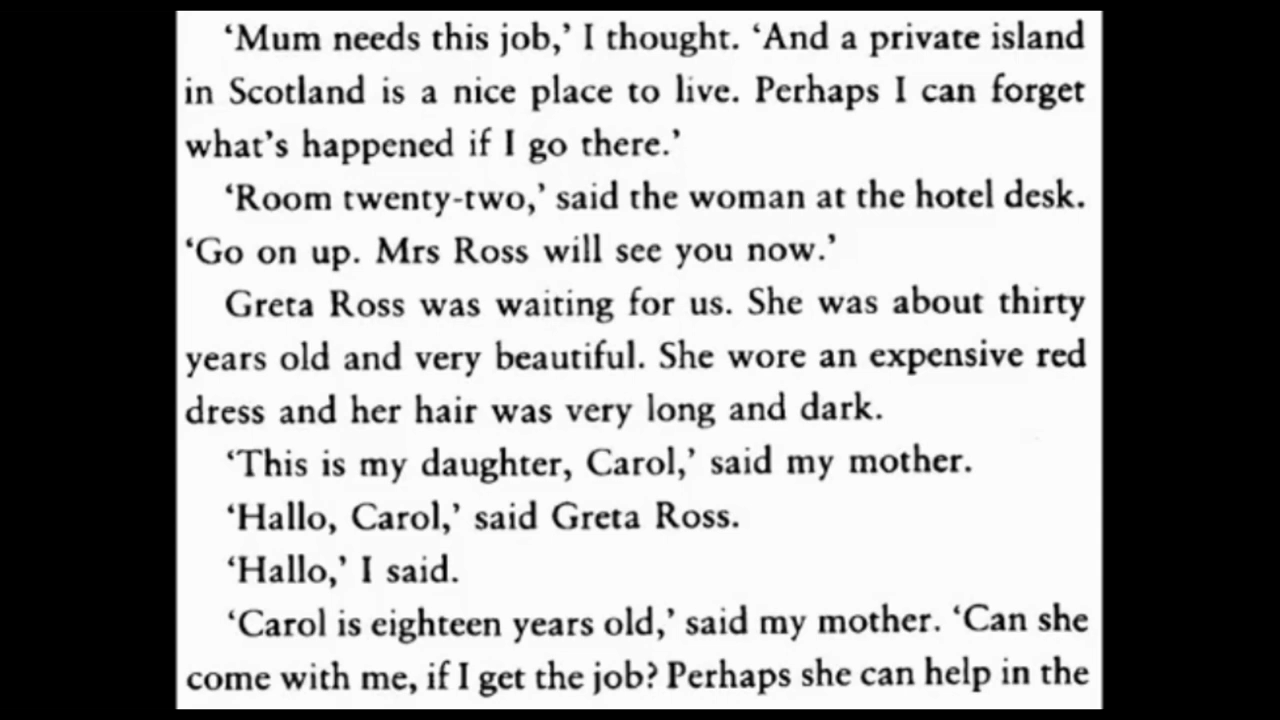 ‘Mum needs this job,’ I thought. ‘And a private island
in Scotland is a nice place to live. Perhaps I can forget
what’s happened if I go there.’
‘Room twenty-two,’ said the woman at the hotel desk.
‘Go on up. Mrs Ross will see you now.’
Greta Ross was waiting for us. She was about thirty
years old and very beautiful. She wore an expensive red
dress and her hair was very long and dark.
‘This is my daughter, Carol,’ said my mother.
‘Hallo, Carol,’ said Greta Ross.
‘Hallo,’ I said.
‘Carol is eighteen years old,’ said my mother. ‘Can she
come with me, if I get the job? Perhaps she can help in the